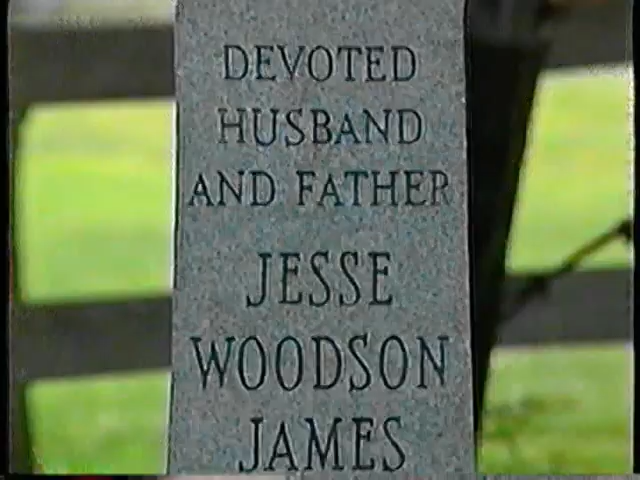 DEVOTED
HUSBAND
AND FATHER
JESSE
WOODSON
JAMES